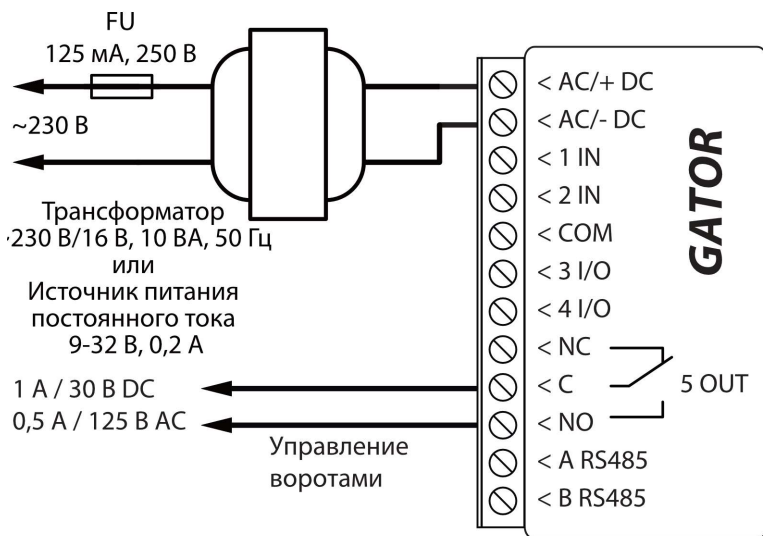 FU
125 мА, 250 В
~230 В
Трансформатор
~230 В/16 В, 10 ВА, 50 Гц
или
Источник питания
постоянного тока
9-32 В, 0,2 А
1 А / 30 В DC
0,5 А / 125 В AC
Управление
воротами
< AC/+ DC
< AC/- DC
< 1 IN
< 2 IN
< COM
< 3 I/O
< 4 I/O
< NC
< C
5 OUT
< NO
< A RS485
< B RS485
GATOR